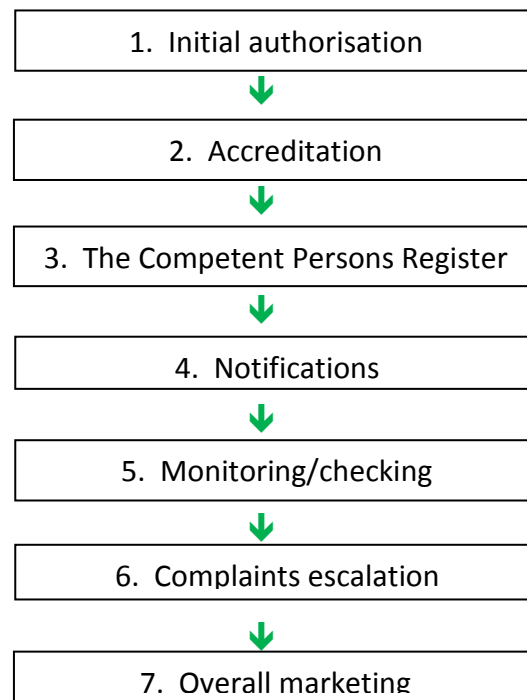 1. Initial authorisation
2. Accreditation
3. The Competent Persons Register
4. Notifications
5. Monitoring/checking
6. Complaints escalation
7. Overall marketing